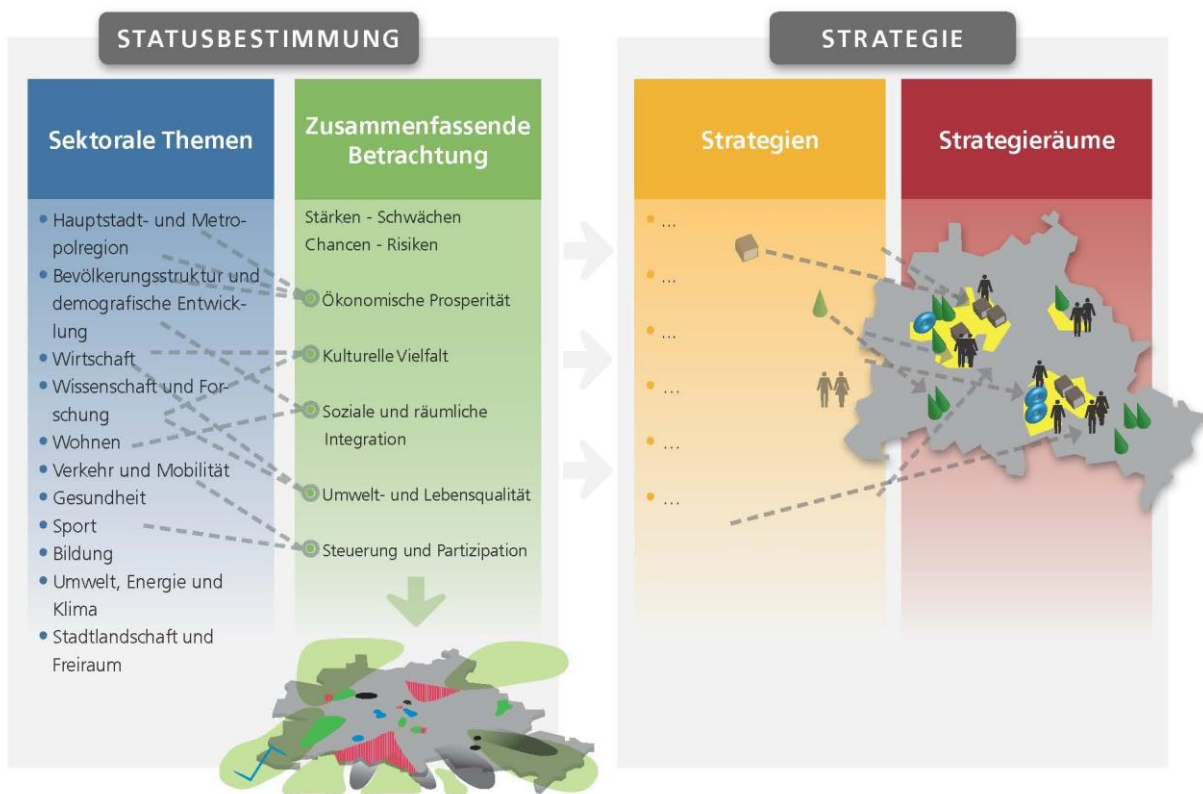 STATUSBESTIMMUNG
Sektorale Themen
• Hauptstadt- und Metro-
polregion
• Bevölkerungsstruktur und
demografische Entwick-
lung
• Wirtschaft
• Wissenschaft und For-
schung
• Wohnen
• Verkehr und Mobilität
• Gesundheit
• Sport
• Bildung
• Umwelt, Energie und
Klima
• Stadtlandschaft und
Freiraum
Zusammenfassende
Betrachtung
Stärken - Schwächen
Chancen - Risiken
Ökonomische Prosperität
Kulturelle Vielfalt
Soziale und räumliche
Integration
Umwelt- und Lebensqualität
Steuerung und Partizipation
STRATEGIE
Strategien
• ...
• ...
• ...
• ...
• ...
• ...
Strategieräume